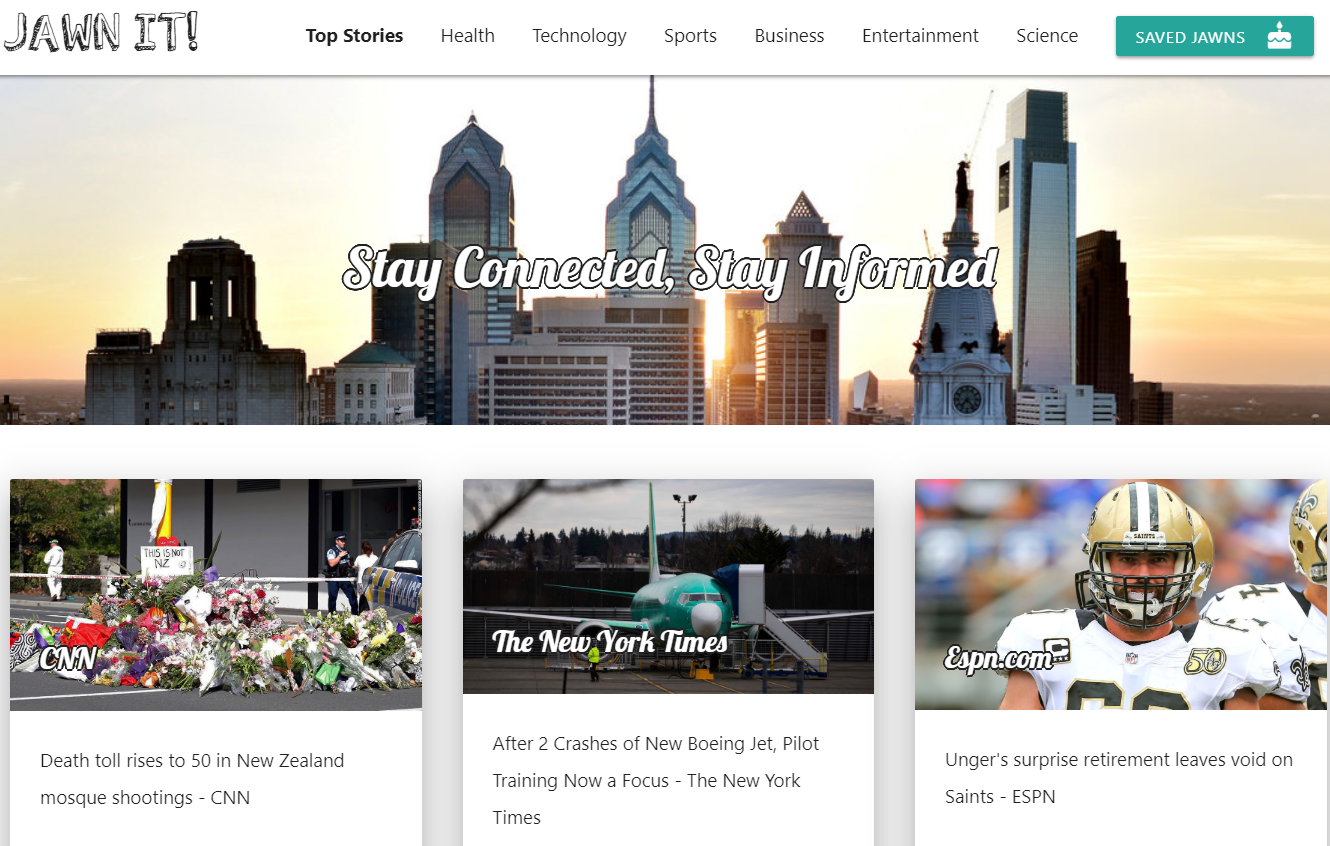 JAWN IT!
Top Stories
Health
Technology
Sports
Business
Entertainment
Science
SAVED JAWNS
Stay Connected, Stay Informed
THIS IS NOT
NZ
CNN
The New York Times
SAINTS
NFL
50
Espn.com
Death toll rises to 50 in New Zealand
mosque shootings - CNN
After 2 Crashes of New Boeing Jet, Pilot
Training Now a Focus - The New York
Times
Unger's surprise retirement leaves void on
Saints - ESPN